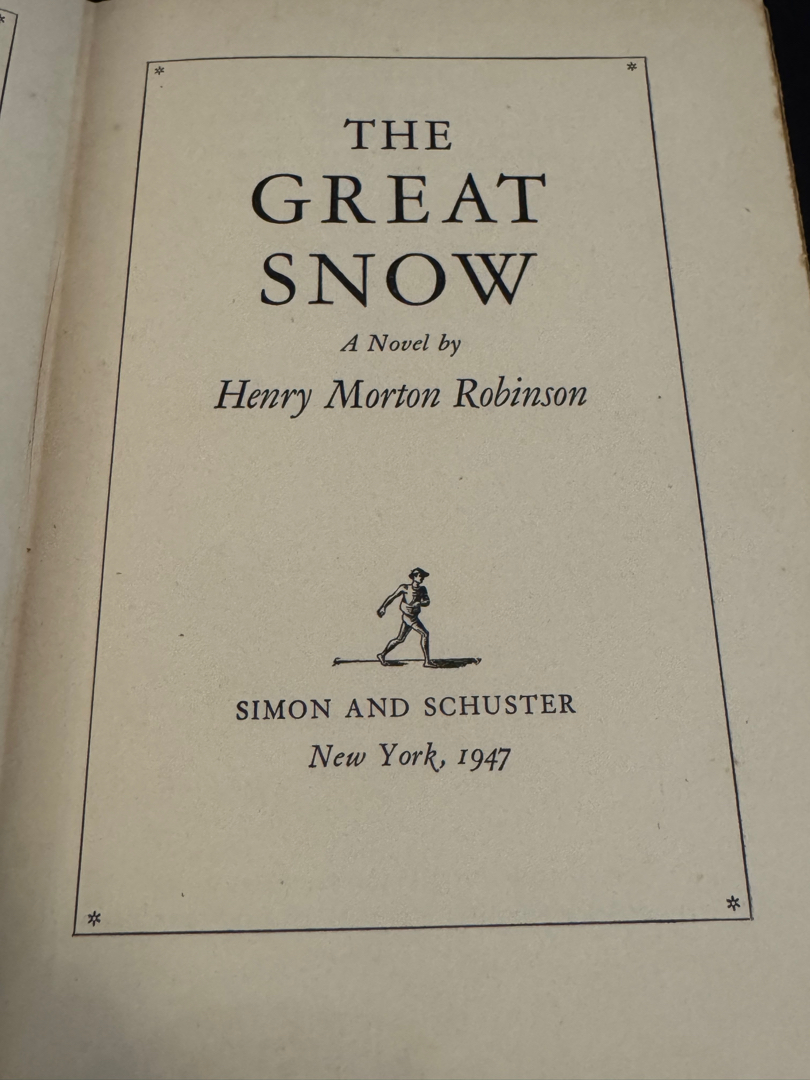 THE
GREAT
SNOW
A Novel by
Henry Morton Robinson
SIMON AND SCHUSTER
New York, 1947